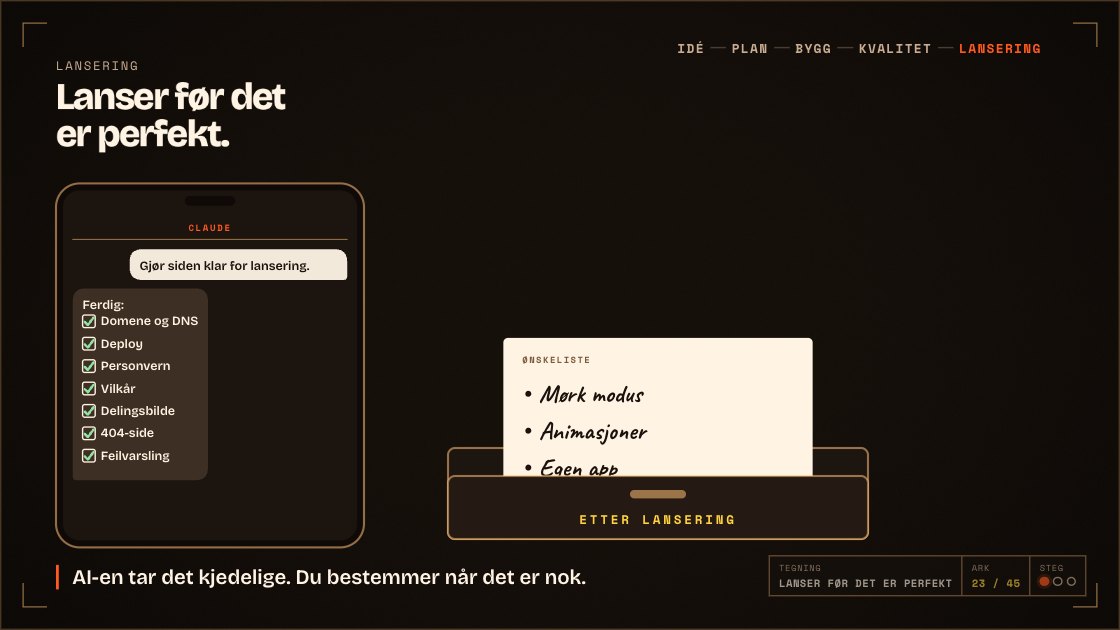 IDÉ — PLAN — BYGG — KVALITET — LANSERING
LANSERING
Lanser før det
er perfekt.
CLAUDE
Gjør siden klar for lansering.
Ferdig:
Domene og DNS
Deploy
Personvern
Vilkår
Delingsbilde
404-side
Feilvarsling
ØNSKELISTE
• Mørk modus
• Animasjoner
• Egen app
ETTER LANSERING
AI-en tar det kjedelige. Du bestemmer når det er nok.
TEGNING
LANSERING FØR DET ER PERFEKT
ARK
23 / 45
STEG